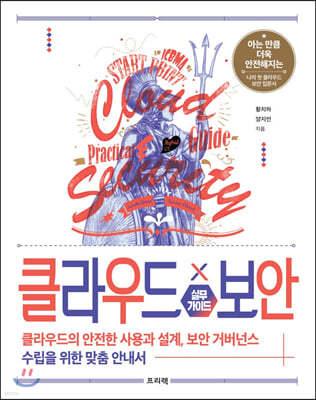 아는 만큼
더욱
안전해지는
나의 첫 클라우드
보안 입문서
황치하
양지언
지음
START POINT
Cloud
Practical
Guide
Security
클라우드
실무
가이드
보안
클라우드의 안전한 사용과 설계, 보안 거버넌스
수립을 위한 맞춤 안내서
프리렉